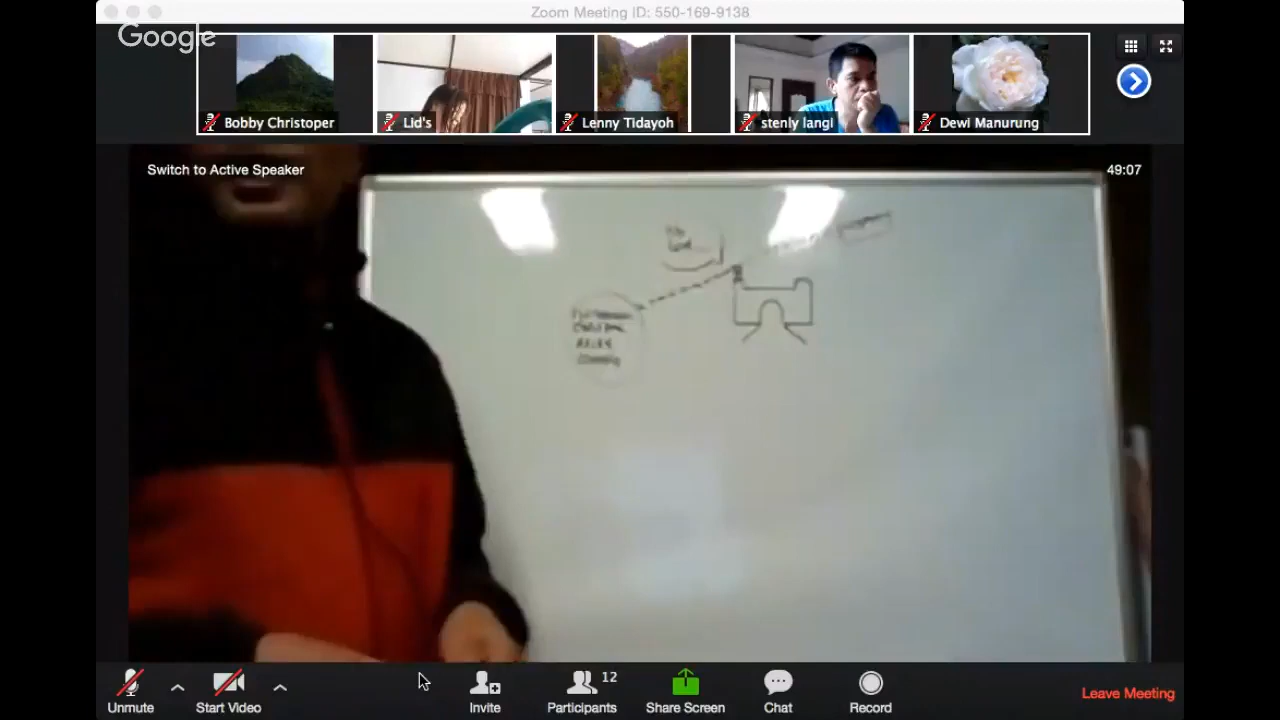 Zoom Meeting ID: 550-169-9138
Google
Bobby Christoper
Lid's
Lenny Tidayoh
stenly langi
Dewi Manurung
Switch to Active Speaker
49:07
Unmute
Start Video
Invite
Participants
12
Share Screen
Chat
Record
Leave Meeting